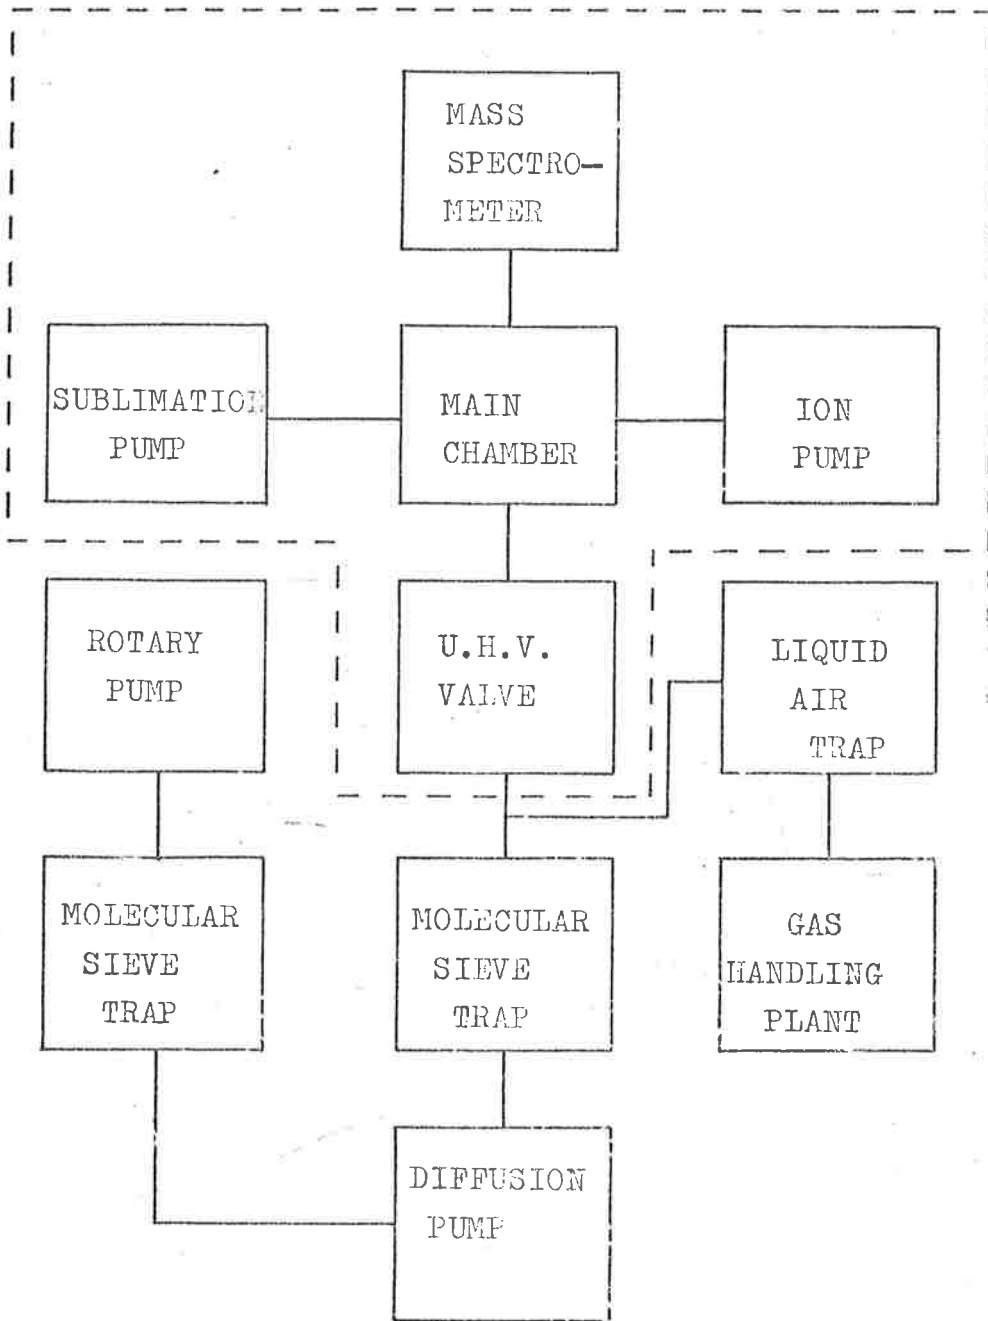 MASS
SPECTRO-
METER
SUBLIMATION
PUMP
MAIN
CHAMBER
ION
PUMP
ROTARY
PUMP
U.H.V.
VALVE
LIQUID
AIR
TRAP
MOLECULAR
SIEVE
TRAP
MOLECULAR
SIEVE
TRAP
GAS
HANDLING
PLANT
DIFFUSION
PUMP